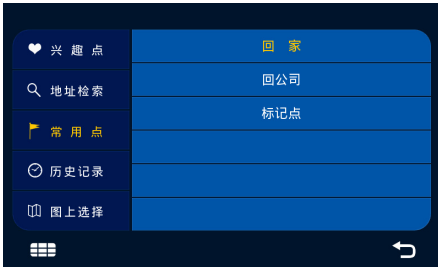 兴 趣 点
地址检索
常 用 点
历史记录
图上选择
回 家
回公司
标记点